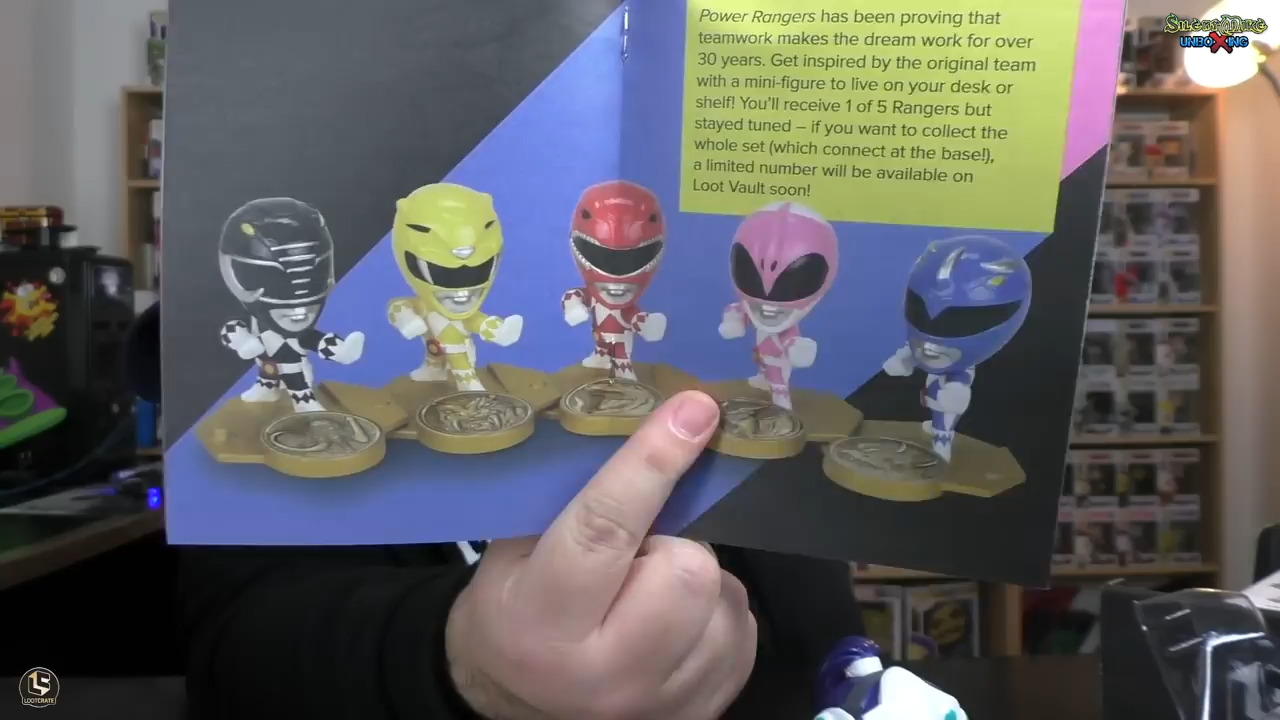 Power Rangers has been proving that
teamwork makes the dream work for over
30 years. Get inspired by the original team
with a mini-figure to live on your desk or
shelf! You'll receive 1 of 5 Rangers but
stayed tuned – if you want to collect the
whole set (which connect at the base!),
a limited number will be available on
Loot Vault soon!
UNBOXING
LOOTCRATE